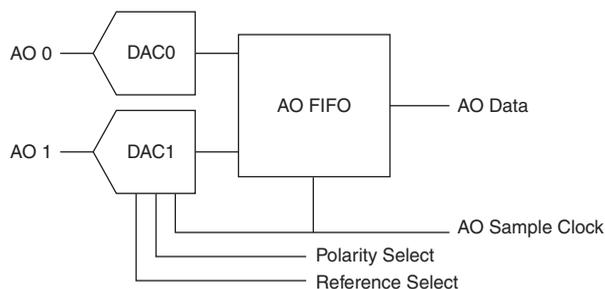 AO 0
DAC0
AO FIFO
AO Data
AO 1
DAC1
AO Sample Clock
Polarity Select
Reference Select